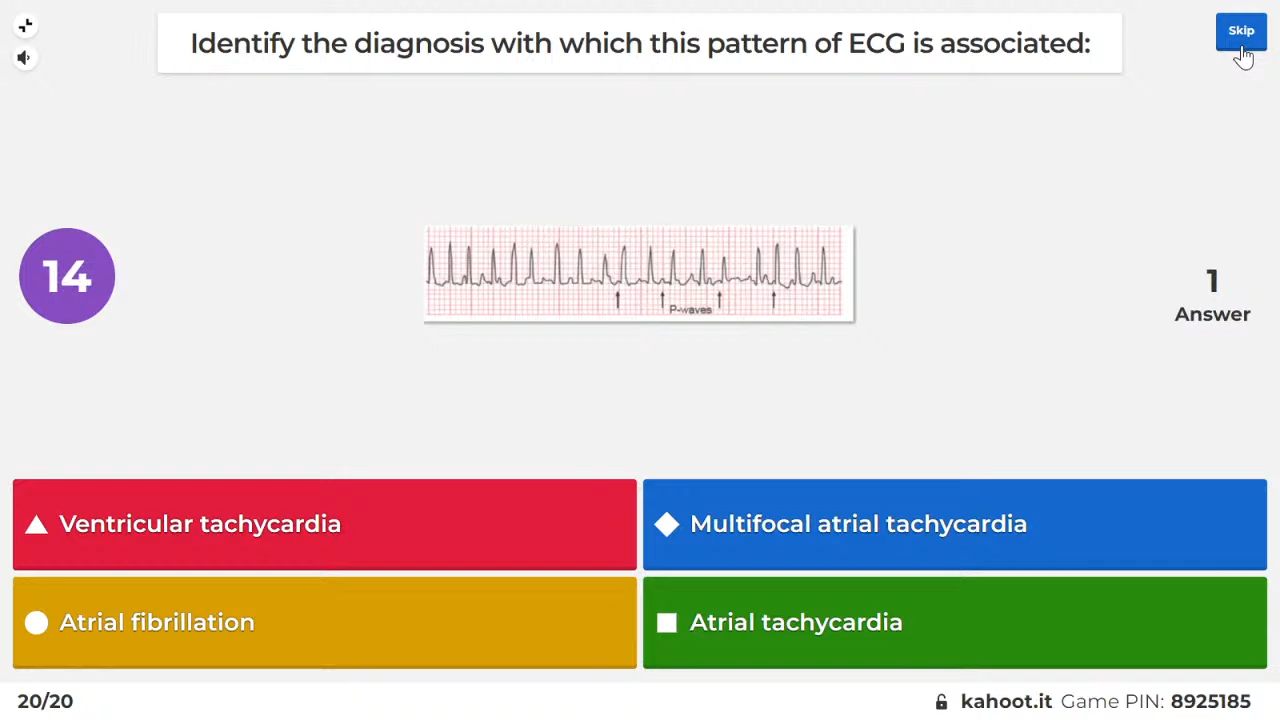 Identify the diagnosis with which this pattern of ECG is associated:
Skip
14
P-waves
1
Answer
Ventricular tachycardia
Multifocal atrial tachycardia
Atrial fibrillation
Atrial tachycardia
20/20
kahoot.it Game PIN: 8925185